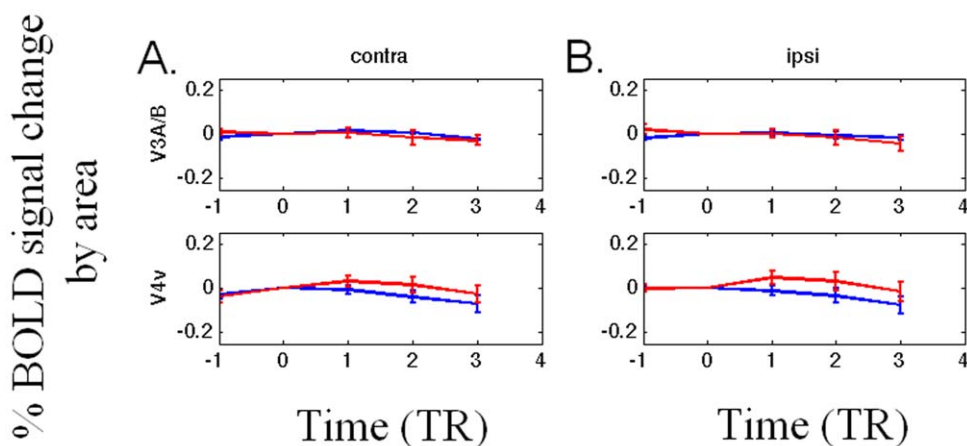 % BOLD signal change
by area
A.
contra
V3A/B
0.2
0
-0.2
-1 0 1 2 3 4
V4v
0.2
0
-0.2
-1 0 1 2 3 4
Time (TR)
B.
ipsi
0.2
0
-0.2
-1 0 1 2 3 4
0.2
0
-0.2
-1 0 1 2 3 4
Time (TR)